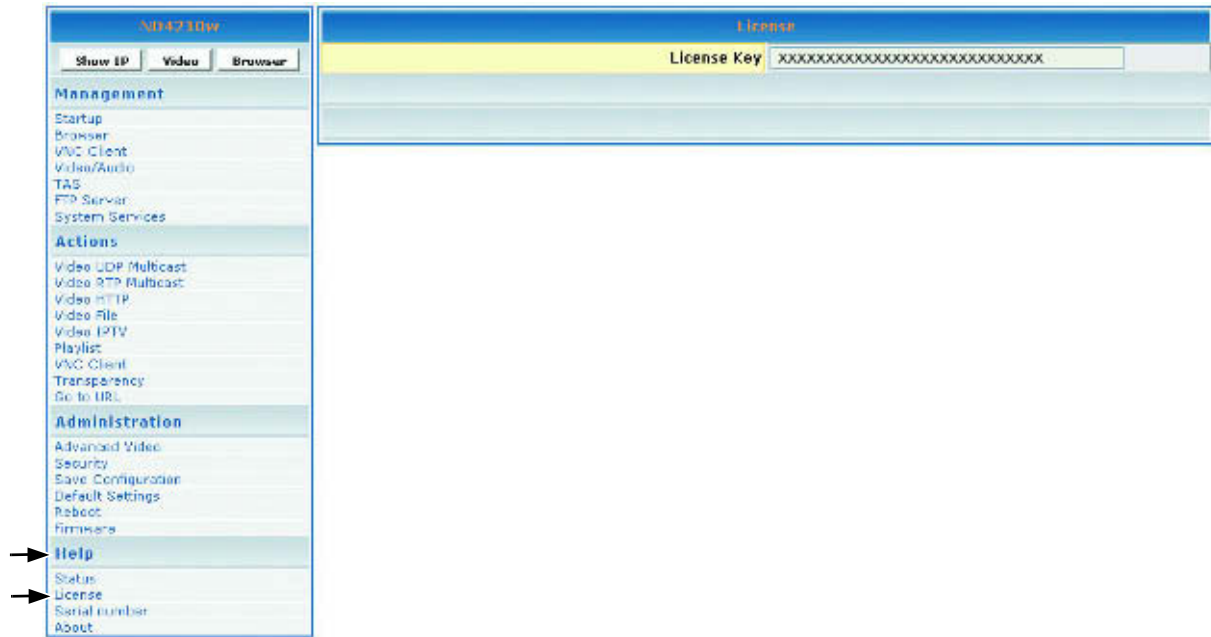 ND4210w
Show IP Video Browser
Management
Startup
Browser
VNC Client
Video/Audio
TAS
FTP Server
System Services
Actions
Video UDP Multicast
Video RTP Multicast
Video HTTP
Video File
Video IPTV
Playlist
VNC Client
Transparency
Go to URL
Administration
Advanced Video
Security
Save Configuration
Default Settings
Reboot
Firmware
Help
Status
License
Serial number
About
License
License Key XXXXXXXXXXXXXXXXXXXXXXXXXXXX